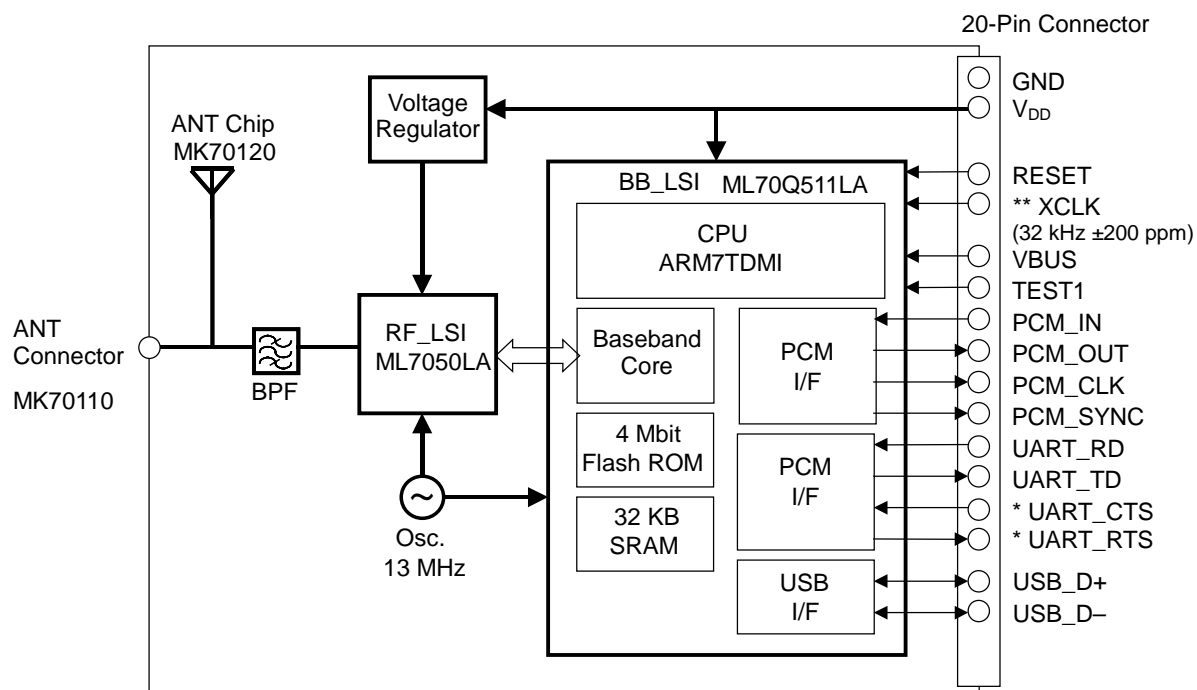 20-Pin Connector
GND
VDD
Voltage
Regulator
ANT Chip
MK70120
BB_LSI ML70Q511LA
RESET
** XCLK
(32 kHz ±200 ppm)
CPU
ARM7TDMI
VBUS
TEST1
ANT
Connector
MK70110
BPF
RF_LSI
ML7050LA
Baseband
Core
PCM
I/F
PCM_IN
PCM_OUT
PCM_CLK
PCM_SYNC
4 Mbit
Flash ROM
PCM
I/F
UART_RD
UART_TD
* UART_CTS
* UART_RTS
~
Osc.
13 MHz
32 KB
SRAM
USB
I/F
USB_D+
USB_D–